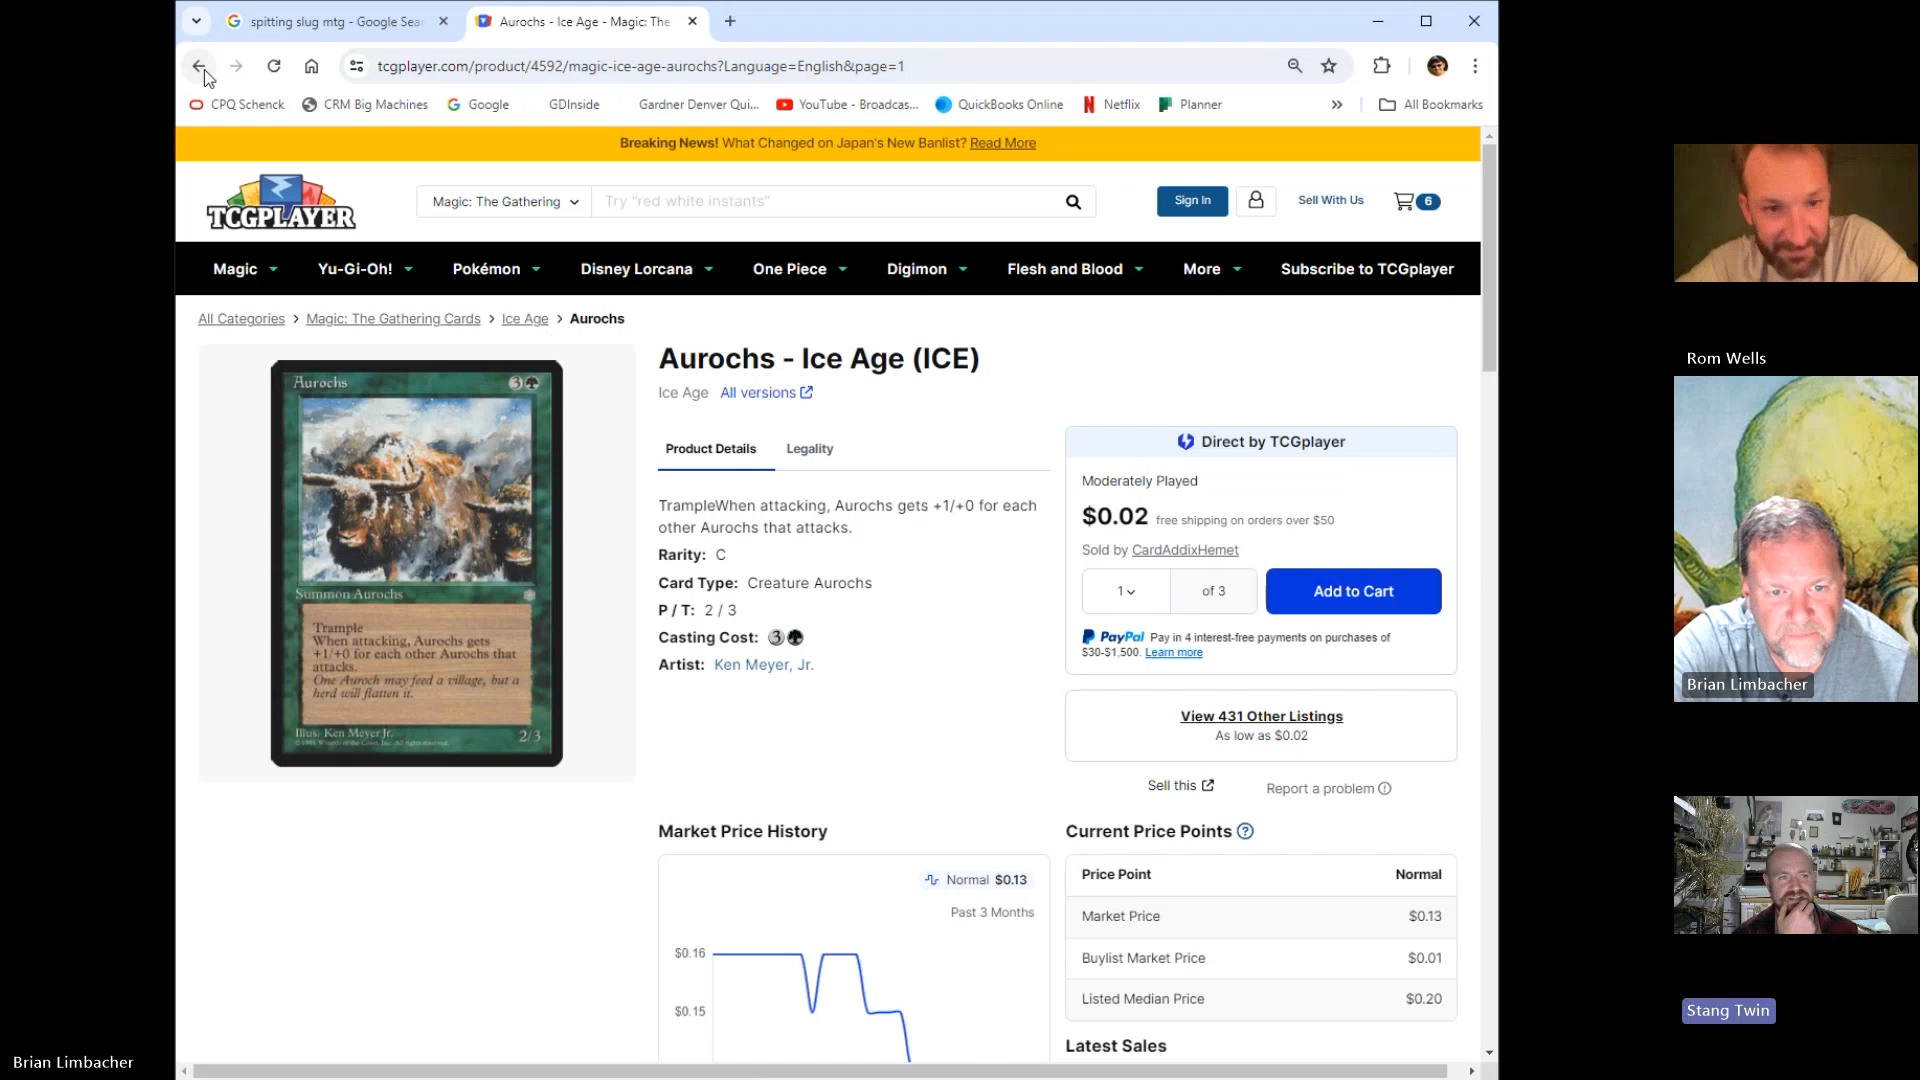 spitting slug mtg - Google Sear
Aurochs - Ice Age - Magic: The
tcgplayer.com/product/4592/magic-ice-age-aurochs?Language=English&page=1
CPQ Schenck
CRM Big Machines
Google
GDInside
Gardner Denver Qui...
YouTube - Broadcas...
QuickBooks Online
Netflix
Planner
All Bookmarks
Breaking News! What Changed on Japan's New Banlist? Read More
TCGPLAYER
Magic: The Gathering
Try "red white instants"
Sign In
Sell With Us
6
Magic
Yu-Gi-Oh!
Pokémon
Disney Lorcana
One Piece
Digimon
Flesh and Blood
More
Subscribe to TCGplayer
All Categories > Magic: The Gathering Cards > Ice Age > Aurochs
Aurochs
3
Summon Aurochs
Trample
When attacking, Aurochs gets
+1/+0 for each other Aurochs that
attacks.
One Auroch may feed a village, but a
herd will flatten it.
Illus. Ken Meyer Jr.
2/3
Aurochs - Ice Age (ICE)
Ice Age
All versions
Product Details
Legality
TrampleWhen attacking, Aurochs gets +1/+0 for each
other Aurochs that attacks.
Rarity: C
Card Type: Creature Aurochs
P / T: 2 / 3
Casting Cost: 3
Artist: Ken Meyer, Jr.
Direct by TCGplayer
Moderately Played
$0.02 free shipping on orders over $50
Sold by CardAddixHemet
1
of 3
Add to Cart
PayPal Pay in 4 interest-free payments on purchases of
$30-$1,500. Learn more
View 431 Other Listings
As low as $0.02
Sell this
Report a problem
Market Price History
Normal $0.13
Past 3 Months
$0.16
$0.15
Current Price Points
Price Point Normal
Market Price $0.13
Buylist Market Price $0.01
Listed Median Price $0.20
Latest Sales
Rom Wells
Brian Limbacher
Stang Twin
Brian Limbacher